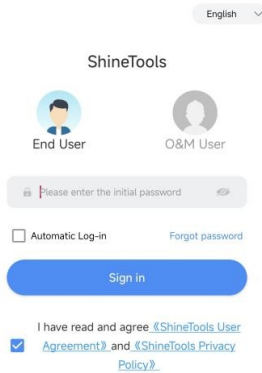 English
ShineTools
End User
O&M User
Please enter the initial password
Automatic Log-in
Forgot password
Sign in
I have read and agree 《ShineTools User
Agreement》 and 《ShineTools Privacy
Policy》